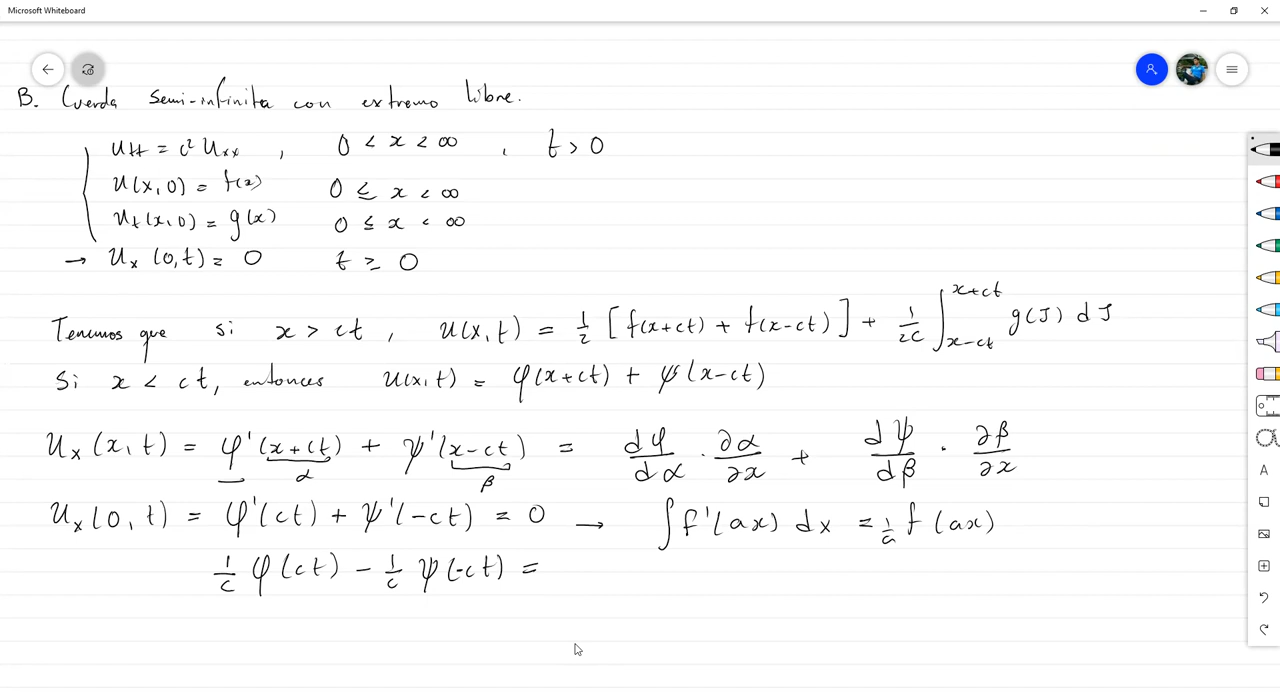 Microsoft Whiteboard
B. Cuerda semi-infinita con extremo libre.
utt = c² uxx , 0 < x < ∞ , t > 0
u(x,0) = f(x) 0 ≤ x < ∞
ut(x,0) = g(x) 0 ≤ x < ∞
→ ux (0,t) = 0 t ≥ 0
Tenemos que si x > ct , u(x,t) = 1/2 [f(x+ct) + f(x-ct)] + 1/2c ∫_{x-ct}^{x+ct} g(ζ) dζ
Si x < ct, entonces u(x,t) = φ(x+ct) + ψ(x-ct)
ux (x,t) = φ'(x+ct) + ψ'(x-ct) = dφ/dα · ∂α/∂x + dψ/dβ · ∂β/∂x
α β
ux(0,t) = φ'(ct) + ψ'(-ct) = 0 → ∫ f'(ax) dx = 1/a f(ax)
1/c φ(ct) - 1/c ψ(-ct) =
A